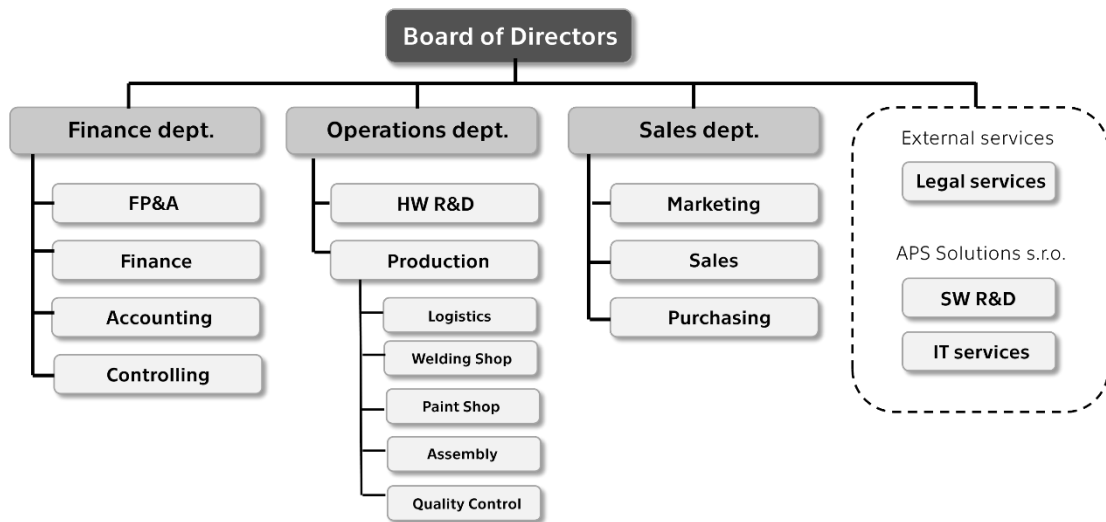 Board of Directors
Finance dept.
FP&A
Finance
Accounting
Controlling
Operations dept.
HW R&D
Production
Logistics
Welding Shop
Paint Shop
Assembly
Quality Control
Sales dept.
Marketing
Sales
Purchasing
External services
Legal services
APS Solutions s.r.o.
SW R&D
IT services